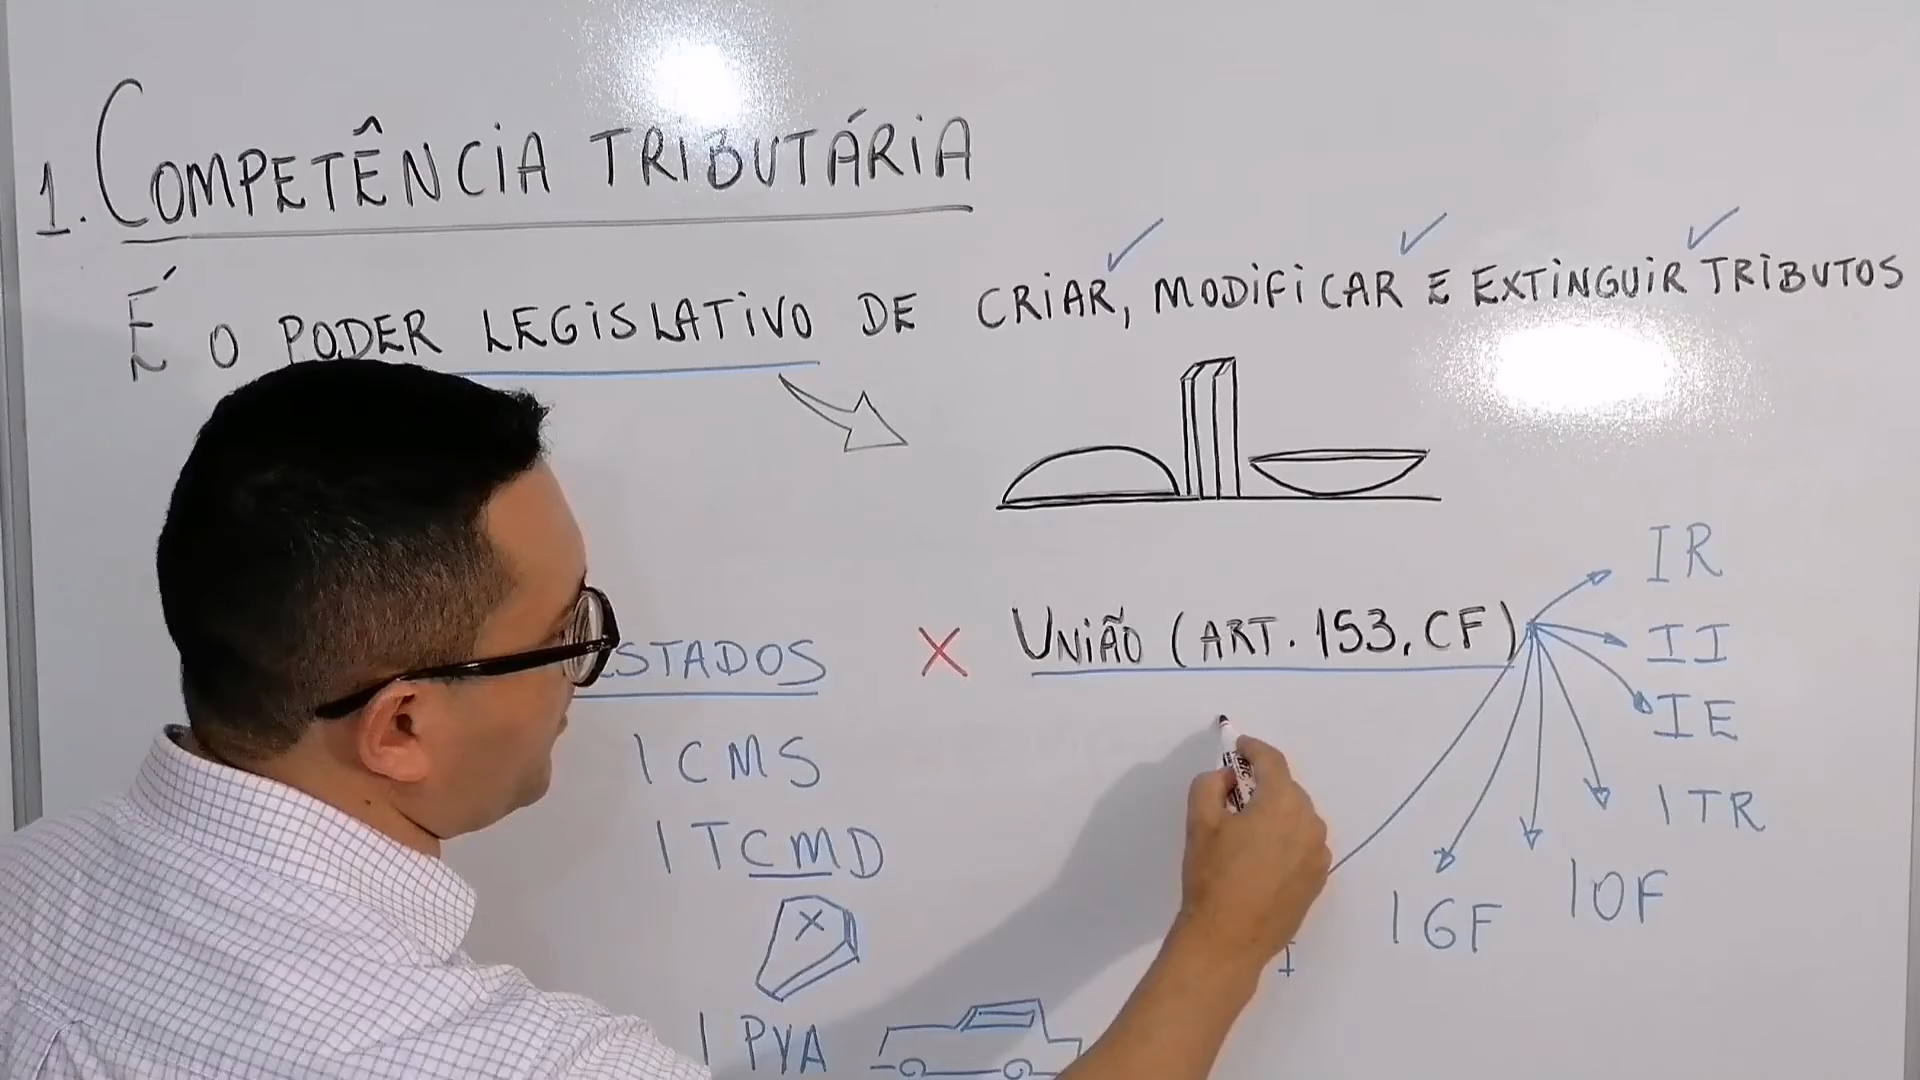 1. COMPETÊNCIA TRIBUTÁRIA
É O PODER LEGISLATIVO DE CRIAR, MODIFICAR E EXTINGUIR TRIBUTOS
STADOS
X
UNIÃO (ART. 153, CF)
IR
II
IE
ITR
IOF
IGF
I
ICMS
ITCMD
X
IPVA
BIC